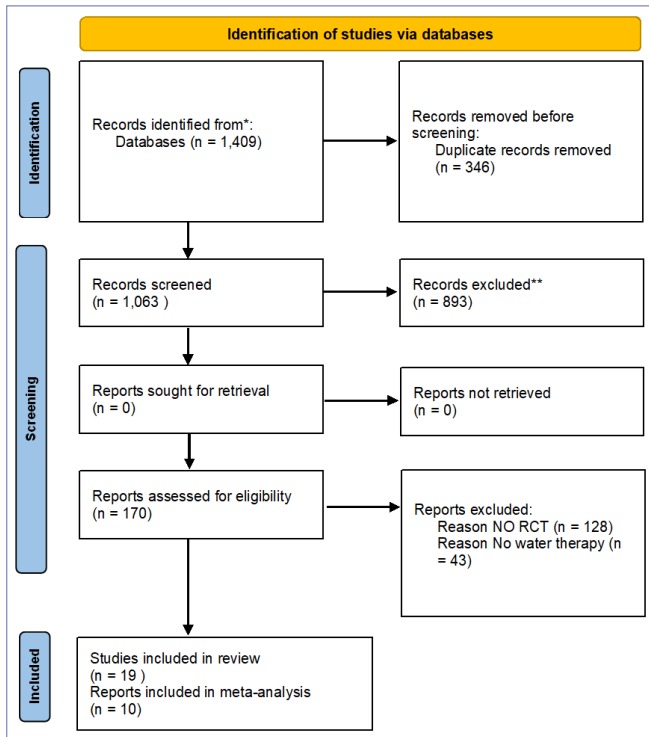 Identification of studies via databases
Identification
Records identified from*:
Databases (n = 1,409)
Records removed before
screening:
Duplicate records removed
(n = 346)
Screening
Records screened
(n = 1,063 )
Records excluded**
(n = 893)
Reports sought for retrieval
(n = 0)
Reports not retrieved
(n = 0)
Reports assessed for eligibility
(n = 170)
Reports excluded:
Reason NO RCT (n = 128)
Reason No water therapy (n
= 43)
Included
Studies included in review
(n = 19 )
Reports included in meta-analysis
(n = 10)